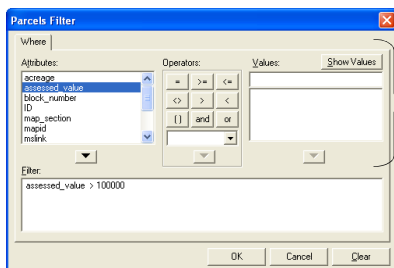 Parcels Filter
Where
Attributes: Operators: Values: Show Values
acreage
assessed_value
block_number
ID
map_section
mapid
mslink
= >= <=
<> > <
() and or
Filter:
assessed_value > 100000
OK Cancel Clear